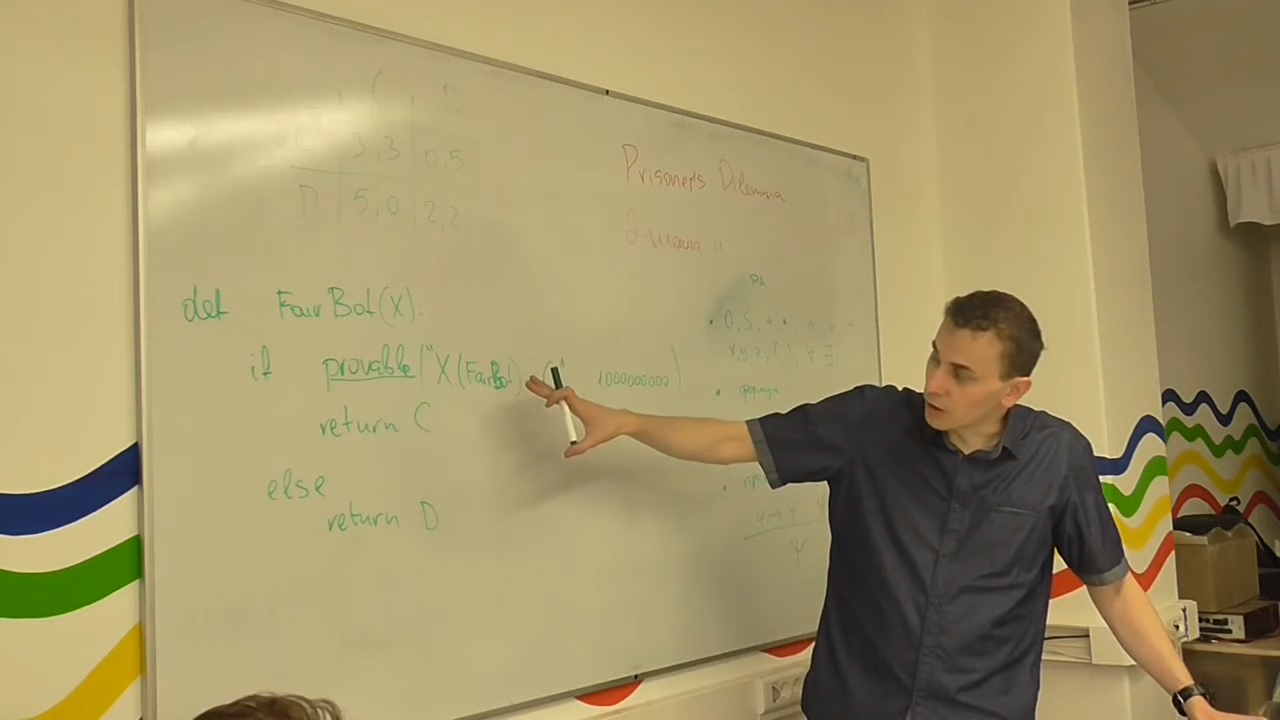 C D
C 3,3 0,5
D 5,0 2,2
Prisoner's Dilemma
PA
0, S, +
x, y, z, ( ) , ∀ ∃
def FairBot(X):
if provable("X(FairBot) C" 1000000000)
return C
else
return D
ψ